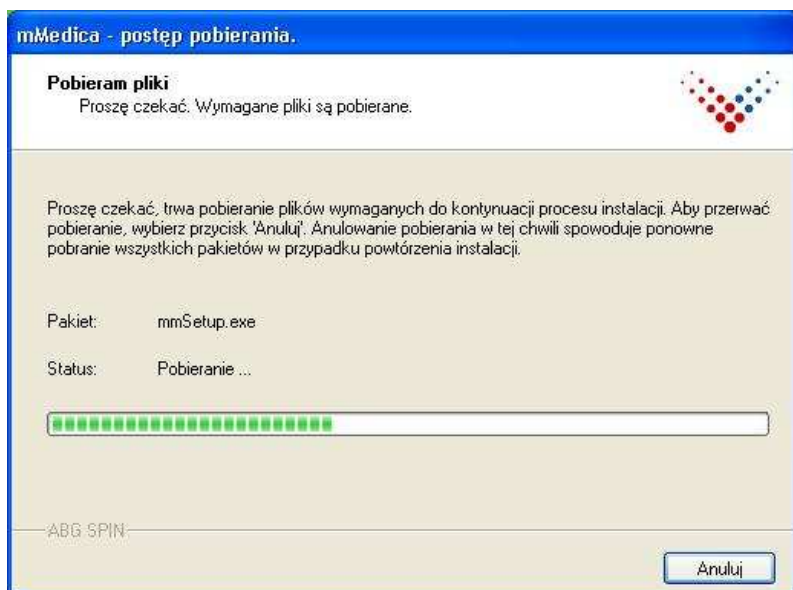 mMedica - postęp pobierania.
Pobieram pliki
Proszę czekać. Wymagane pliki są pobierane.
Proszę czekać, trwa pobieranie plików wymaganych do kontynuacji procesu instalacji. Aby przerwać
pobieranie, wybierz przycisk 'Anuluj'. Anulowanie pobierania w tej chwili spowoduje ponowne
pobranie wszystkich pakietów w przypadku powtórzenia instalacji.
Pakiet: mmSetup.exe
Status: Pobieranie ...
ABG SPIN
Anuluj